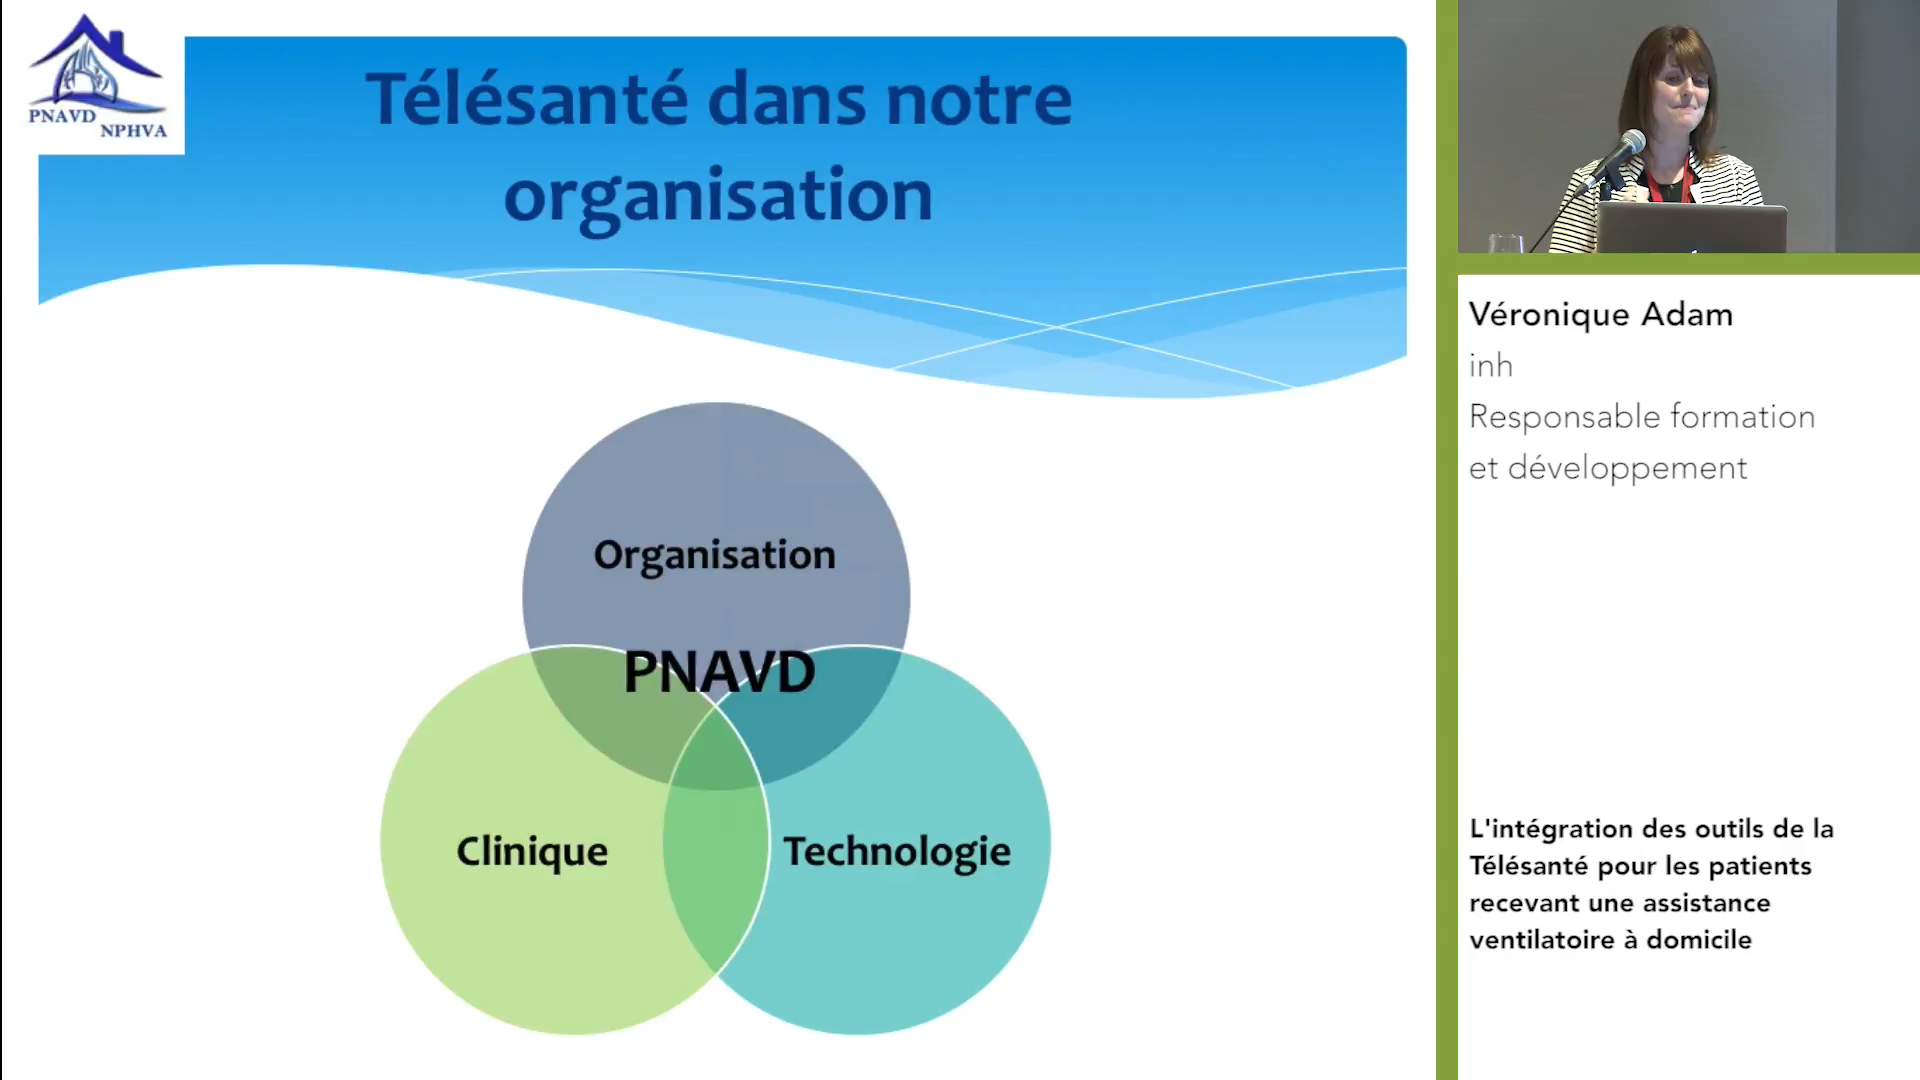 PNAVD
NPHVA
Télésanté dans notre
organisation
Organisation
PNAVD
Clinique
Technologie
Véronique Adam
inh
Responsable formation
et développement
L'intégration des outils de la
Télésanté pour les patients
recevant une assistance
ventilatoire à domicile